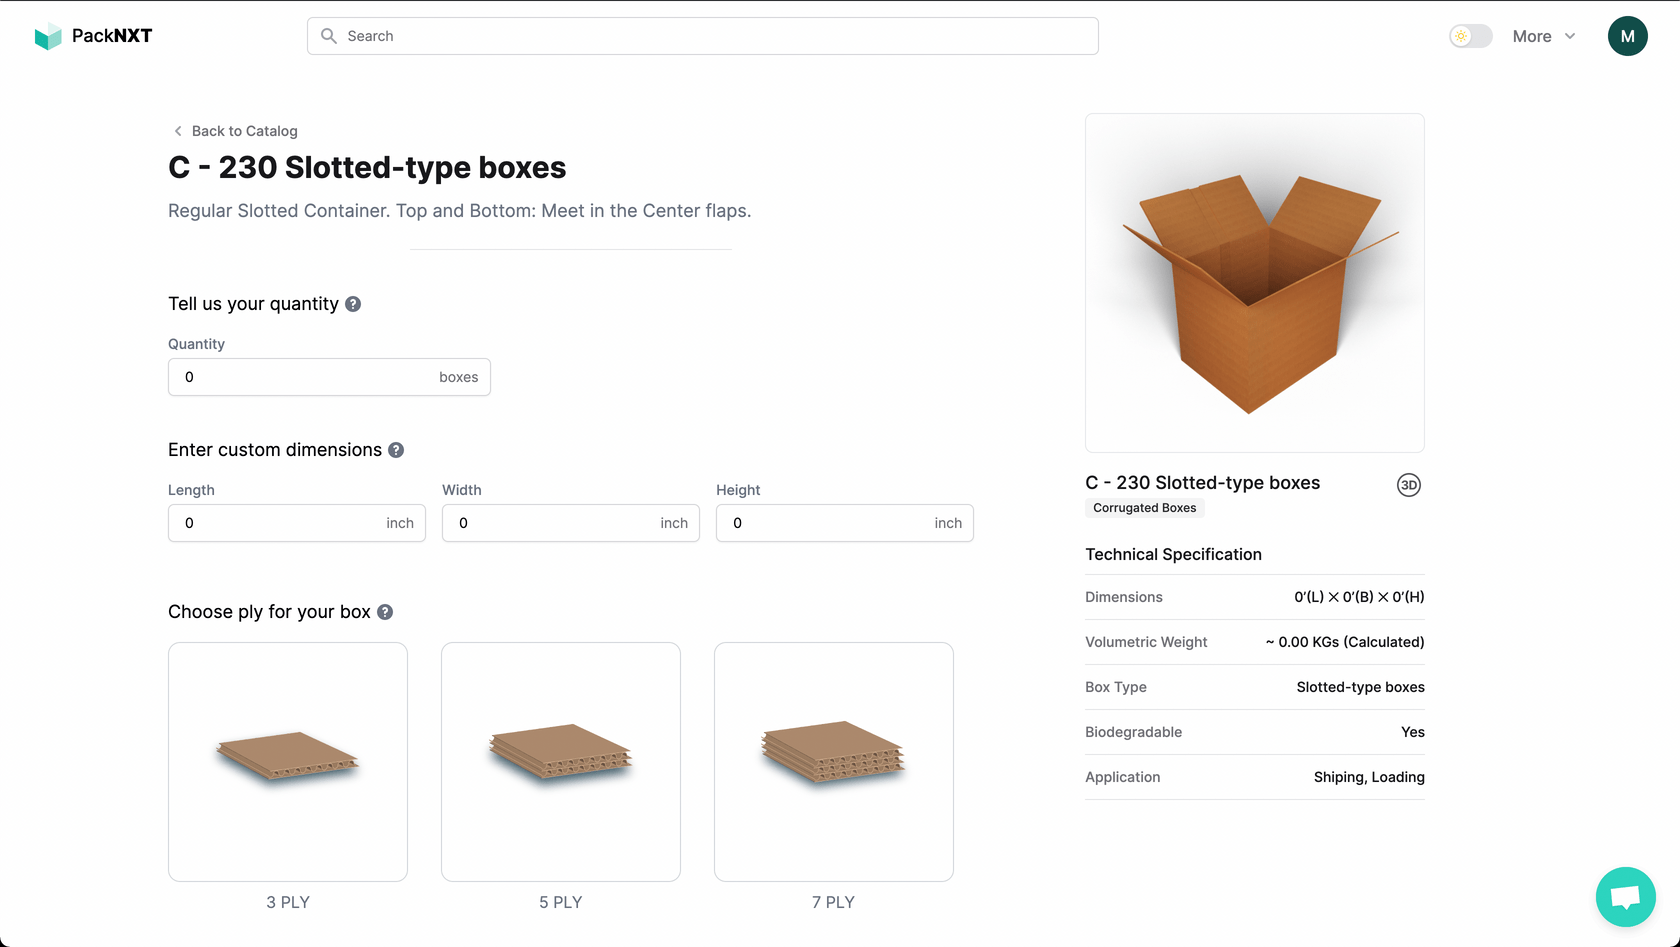 PackNXT
Search
More
M
Back to Catalog
C - 230 Slotted-type boxes
Regular Slotted Container. Top and Bottom: Meet in the Center flaps.
Tell us your quantity ?
Quantity
0 boxes
Enter custom dimensions ?
Length Width Height
0 inch 0 inch 0 inch
Choose ply for your box ?
3 PLY 5 PLY 7 PLY
C - 230 Slotted-type boxes 3D
Corrugated Boxes
Technical Specification
Dimensions 0'(L) X 0'(B) X 0'(H)
Volumetric Weight ~ 0.00 KGs (Calculated)
Box Type Slotted-type boxes
Biodegradable Yes
Application Shiping, Loading